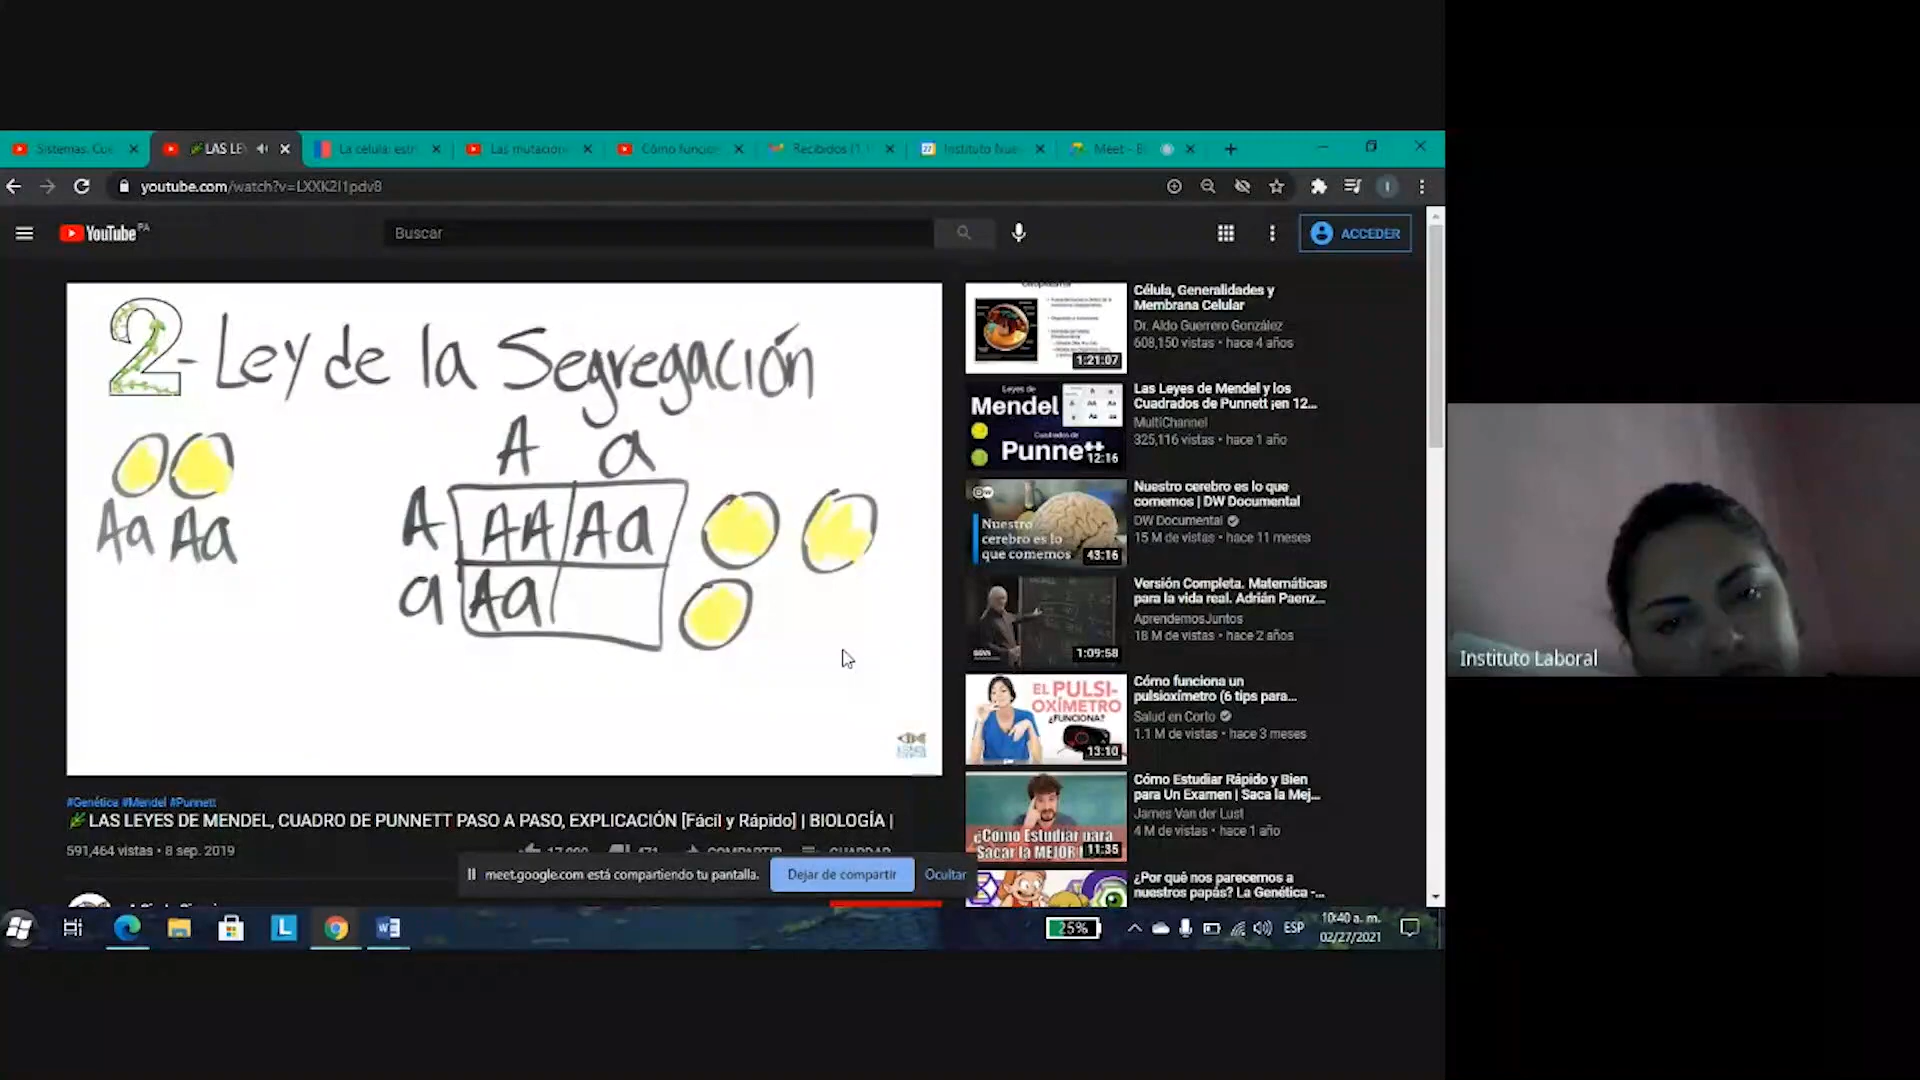 Sistemas. Cue
LAS LE
La célula: estr
Las mutacion
Cómo funcio
Recibidos (1
Instituto Nue
Meet - B
youtube.com/watch?v=LXXK2I1pdv8
YouTube PA
Buscar
ACCEDER
2- Ley de la Segregación
A a
A AA Aa
a Aa
Aa Aa
#Genética #Mendel #Punnett
LAS LEYES DE MENDEL, CUADRO DE PUNNETT PASO A PASO, EXPLICACIÓN [Fácil y Rápido] | BIOLOGÍA |
591,464 vistas • 8 sep. 2019
COMPARTIR
GUARDAR
meet.google.com está compartiendo tu pantalla.
Dejar de compartir
Ocultar
1:21:07
Célula, Generalidades y
Membrana Celular
Dr. Aldo Guerrero González
608,150 vistas • hace 4 años
Leyes de
Mendel
Cuadrados de
Punnett
12:16
Las Leyes de Mendel y los
Cuadrados de Punnett ¡en 12...
MultiChannel
325,116 vistas • hace 1 año
DW
Nuestro
cerebro es lo
que comemos
43:16
Nuestro cerebro es lo que
comemos | DW Documental
DW Documental
15 M de vistas • hace 11 meses
BBVA
1:09:58
Versión Completa. Matemáticas
para la vida real. Adrián Paenz...
AprendemosJuntos
18 M de vistas • hace 2 años
EL PULSI-
OXÍMETRO
¿FUNCIONA?
13:10
Cómo funciona un
pulsioxímetro (6 tips para...
Salud en Corto
1.1 M de vistas • hace 3 meses
¿Cómo Estudiar para
Sacar la MEJOR
11:35
Cómo Estudiar Rápido y Bien
para Un Examen | Saca la Mej...
James Van der Lust
4 M de vistas • hace 1 año
¿Por qué nos parecemos a
nuestros papás? La Genética -...
Instituto Laboral
25%
ESP
10:40 a. m.
02/27/2021